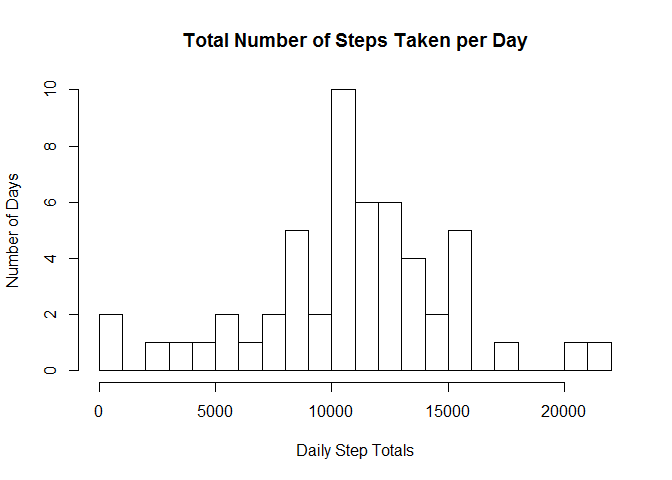 Total Number of Steps Taken per Day
Number of Days
10
8
6
4
2
0
0 5000 10000 15000 20000
Daily Step Totals